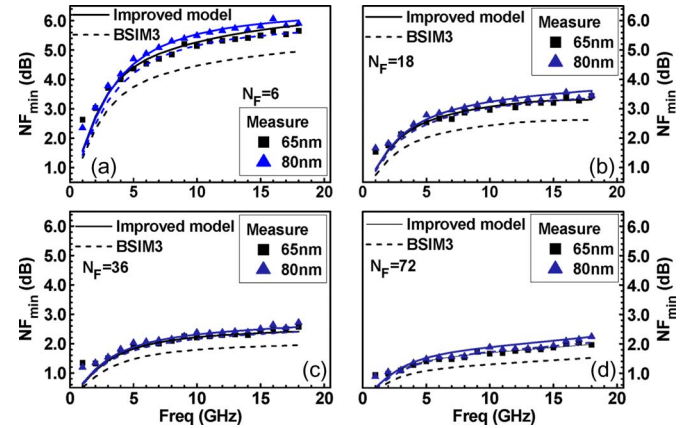 6.0
5.0
4.0
3.0
2.0
1.0
NFmin (dB)
Improved model
BSIM3
NF=6
Measure
65nm
80nm
(a)
0 5 10 15 20
6.0
5.0
4.0
3.0
2.0
1.0
NFmin (dB)
Improved model
BSIM3
NF=18
Measure
65nm
80nm
(b)
0 5 10 15 20
6.0
5.0
4.0
3.0
2.0
1.0
NFmin (dB)
Improved model
BSIM3
NF=36
Measure
65nm
80nm
(c)
0 5 10 15 20
Freq (GHz)
6.0
5.0
4.0
3.0
2.0
1.0
NFmin (dB)
Improved model
BSIM3
NF=72
Measure
65nm
80nm
(d)
0 5 10 15 20
Freq (GHz)